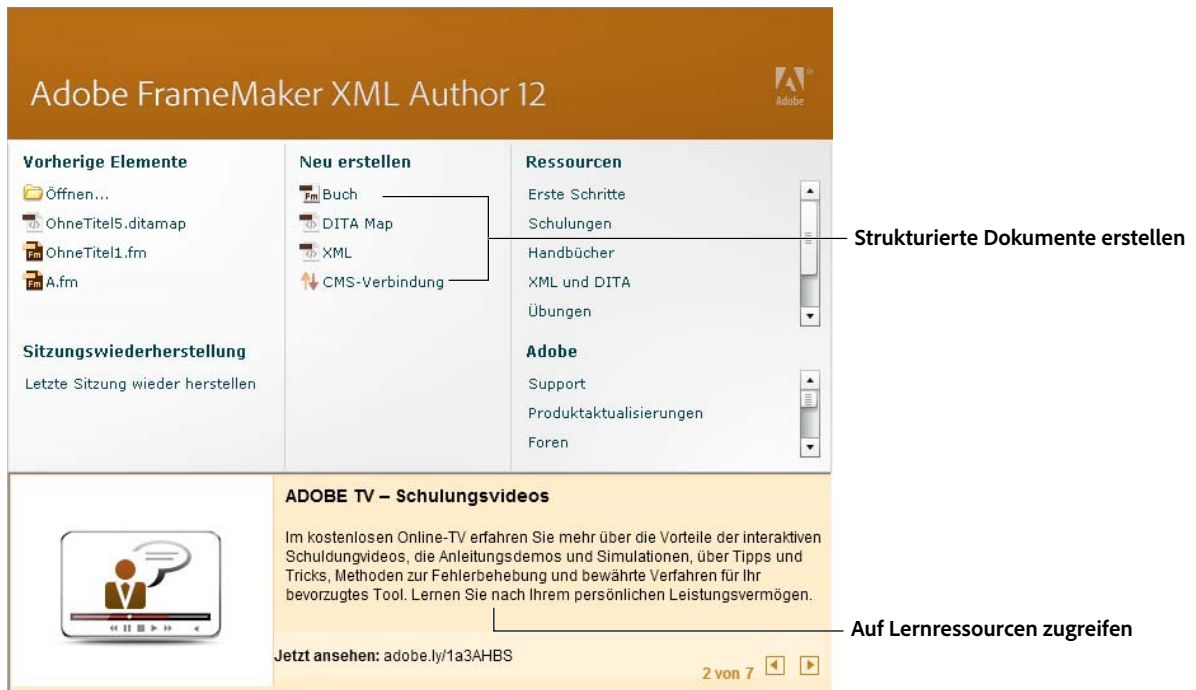 Adobe FrameMaker XML Author 12
Adobe
Vorherige Elemente
Öffnen...
OhneTitel5.ditamap
OhneTitel1.fm
A.fm
Sitzungswiederherstellung
Letzte Sitzung wieder herstellen
Neu erstellen
Buch
DITA Map
XML
CMS-Verbindung
Ressourcen
Erste Schritte
Schulungen
Handbücher
XML und DITA
Übungen
Adobe
Support
Produktaktualisierungen
Foren
Strukturierte Dokumente erstellen
ADOBE TV – Schulungsvideos
Im kostenlosen Online-TV erfahren Sie mehr über die Vorteile der interaktiven
Schuldungvideos, die Anleitungsdemos und Simulationen, über Tipps und
Tricks, Methoden zur Fehlerbehebung und bewährte Verfahren für Ihr
bevorzugtes Tool. Lernen Sie nach Ihrem persönlichen Leistungsvermögen.
Auf Lernressourcen zugreifen
Jetzt ansehen: adobe.ly/1a3AHBS
2 von 7